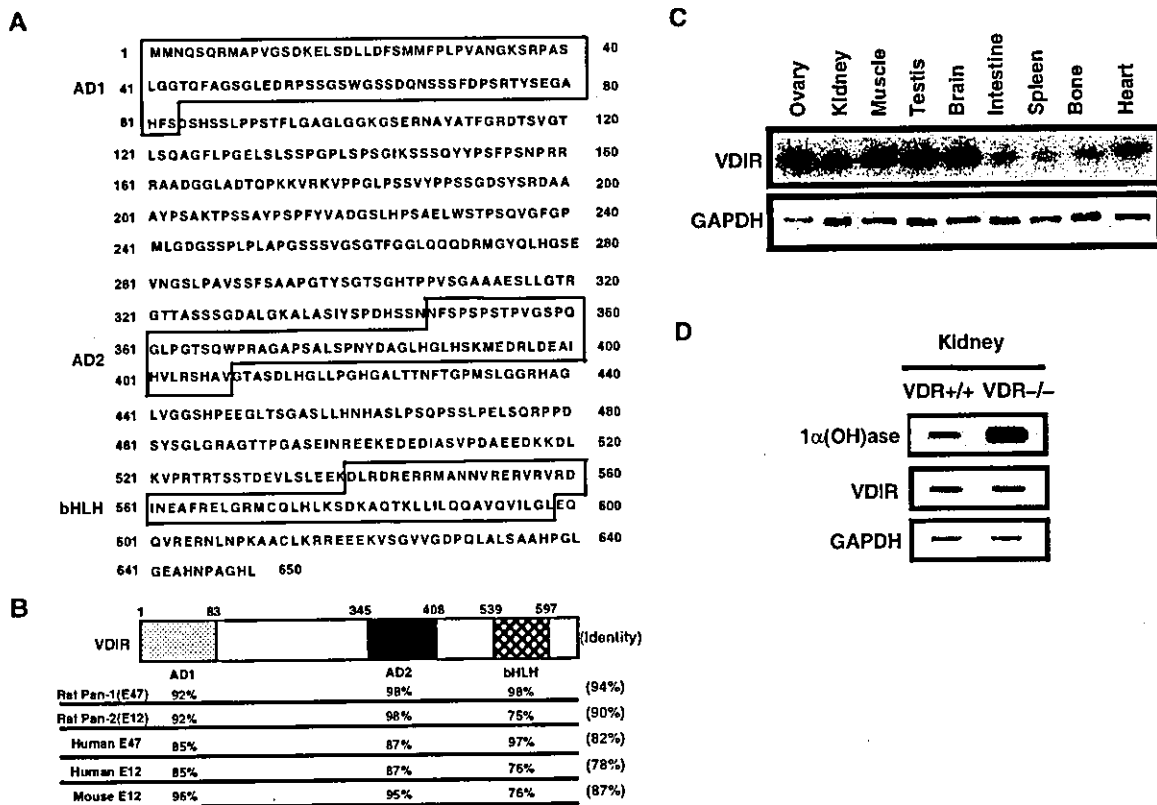 A
1 MMNQSQRMAPVGSDKELSDLLDFSMMFPLPVANGKSRPAS 40
AD1
41 LGGTQFAGSGLEDRPSSGSWGSSDQNSSSFDPSRTYSEGA 80
81 HFSDSHSSLPPSTFLGAGLGGKGSERNAYATFGRDTSVGT 120
121 LSQAGFLPGELSLSSPGPLSPSGIKSSSQYYPSFPSNPRR 160
161 RAADGGLADTQPKKVRKVPPGLPSSVYPPSSGDSYSRDAA 200
201 AYPSAKTPSSAYPSPFYVADGSLHPSAELWSTPSQVGFGP 240
241 MLGDGSSPLPLAPGSSSVGSGTFGGLQQQDRMGYQLHGSE 280
281 VNGSLPAVSSFSAAPGTYSGTSGHTPPVSGAAAESLLGTR 320
321 GTTASSSGDALGKALASIYSPDHSSNNFSPSPSTPVGSPQ 360
AD2
361 GLPGTSQWPRAGAPSALSPNYDAGLHGLHSKMEDRLDEAI 400
401 HVLRSHAVGTASDLHGLLPGHGALTTNFTGPMSLGGRHAG 440
441 LVGGSHPEEGLTSGASLLHNHASLPSQPSSLPELSQRPPD 480
481 SYSGLGRAGTTPGASEINREEKEDEDIASVPDAEEDKKDL 520
521 KVPRTRTSSTDEVLSLEEKDLRDRERRMANNVRERVRVRD 560
bHLH
561 INEAFRELGRMCQLHLKSDKAQTKLLILQQAVQVILGLEQ 600
601 QVRERNLNPKAACLKRREEEKVSGVVGDPQLALSAAHPGL 640
641 GEAHNPAGHL 650
B
1 83 345 408 539 597
VDIR (Identity)
AD1 AD2 bHLH
Rat Pan-1(E47) 92% 98% 98% (94%)
Rat Pan-2(E12) 92% 98% 75% (90%)
Human E47 85% 87% 97% (82%)
Human E12 85% 87% 76% (78%)
Mouse E12 96% 95% 76% (87%)
C
Ovary Kidney Muscle Testis Brain Intestine Spleen Bone Heart
VDIR
GAPDH
D
Kidney
VDR+/+ VDR-/-
1α(OH)ase
VDIR
GAPDH